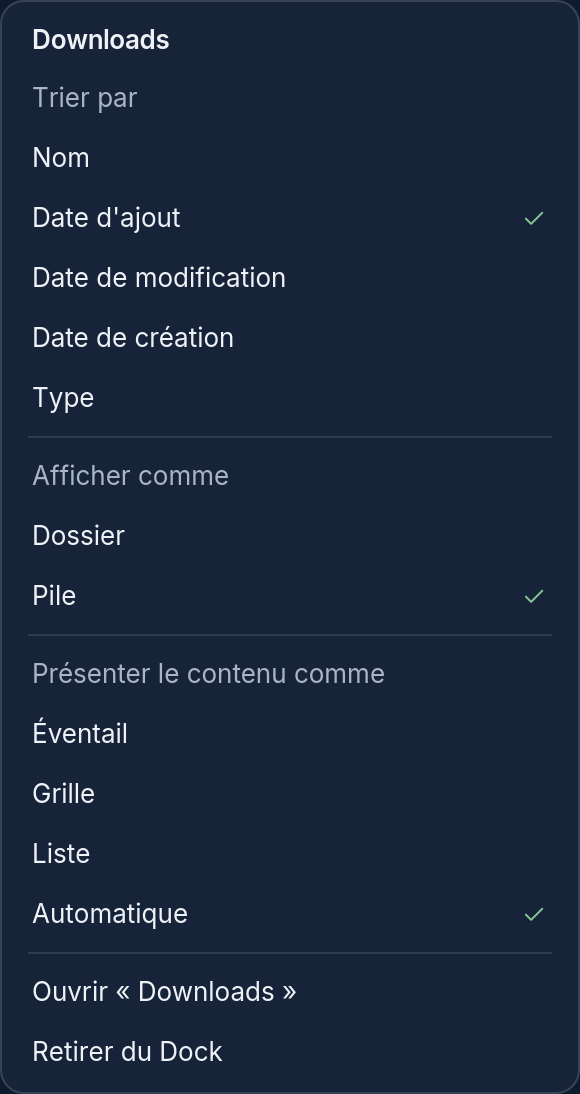 Downloads
Trier par
Nom
Date d'ajout
Date de modification
Date de création
Type
Afficher comme
Dossier
Pile
Présenter le contenu comme
Éventail
Grille
Liste
Automatique
Ouvrir « Downloads »
Retirer du Dock